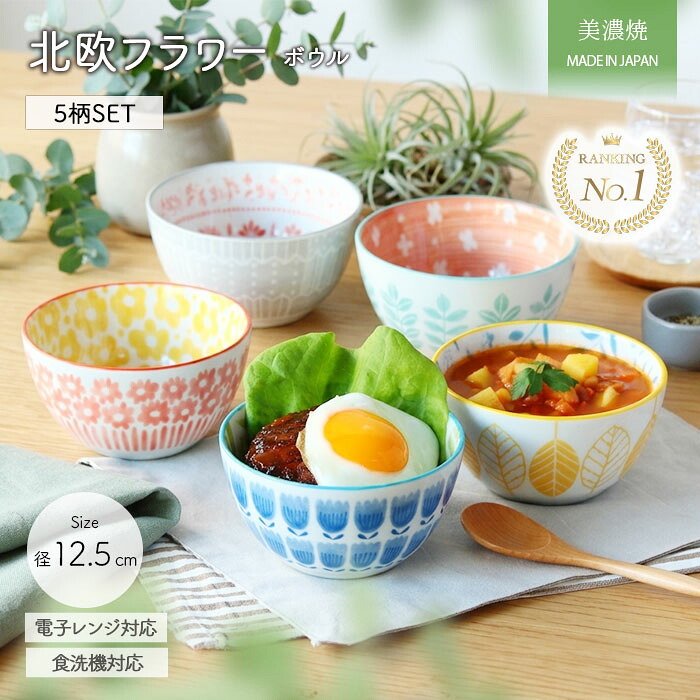 北欧フラワー ボウル
5柄SET
美濃焼
MADE IN JAPAN
RANKING
No.1
Size
径12.5cm
電子レンジ対応
食洗機対応